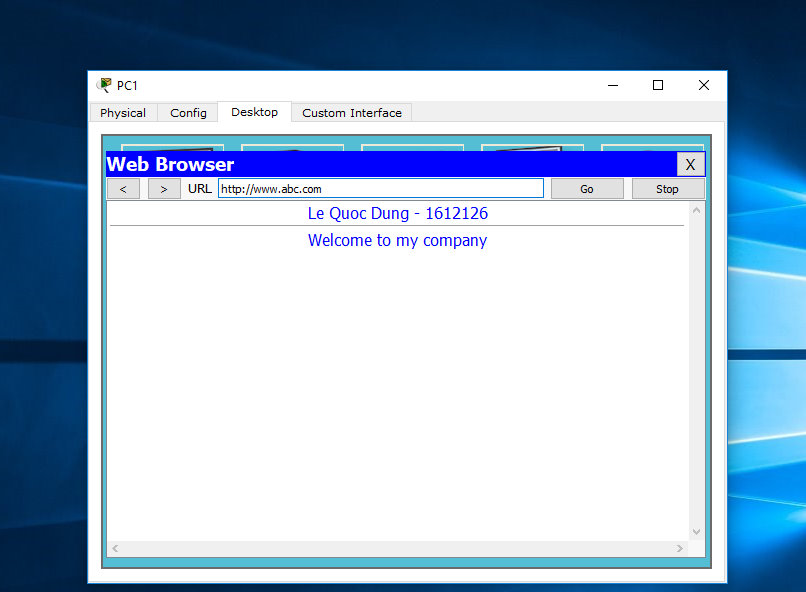 PC1
Physical Config Desktop Custom Interface
Web Browser X
< > URL http://www.abc.com Go Stop
Le Quoc Dung - 1612126
Welcome to my company